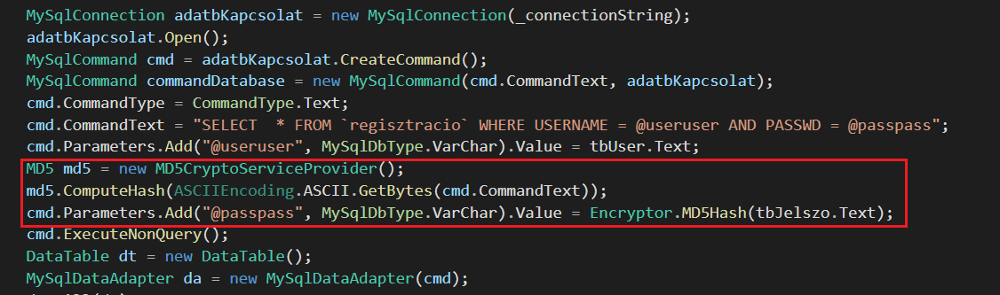 MySqlConnection adatbKapcsolat = new MySqlConnection(_connectionString);
adatbKapcsolat.Open();
MySqlCommand cmd = adatbKapcsolat.CreateCommand();
MySqlCommand commandDatabase = new MySqlCommand(cmd.CommandText, adatbKapcsolat);
cmd.CommandType = CommandType.Text;
cmd.CommandText = "SELECT  * FROM `regisztracio` WHERE USERNAME = @useruser AND PASSWD = @passpass";
cmd.Parameters.Add("@useruser", MySqlDbType.VarChar).Value = tbUser.Text;
MD5 md5 = new MD5CryptoServiceProvider();
md5.ComputeHash(ASCIIEncoding.ASCII.GetBytes(cmd.CommandText));
cmd.Parameters.Add("@passpass", MySqlDbType.VarChar).Value = Encryptor.MD5Hash(tbJelszo.Text);
cmd.ExecuteNonQuery();
DataTable dt = new DataTable();
MySqlDataAdapter da = new MySqlDataAdapter(cmd);